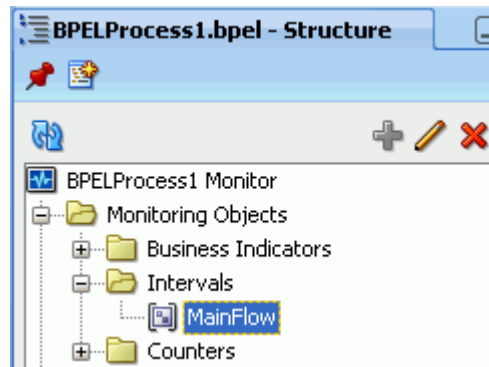 BPELProcess1.bpel - Structure
BPELProcess1 Monitor
Monitoring Objects
Business Indicators
Intervals
MainFlow
Counters